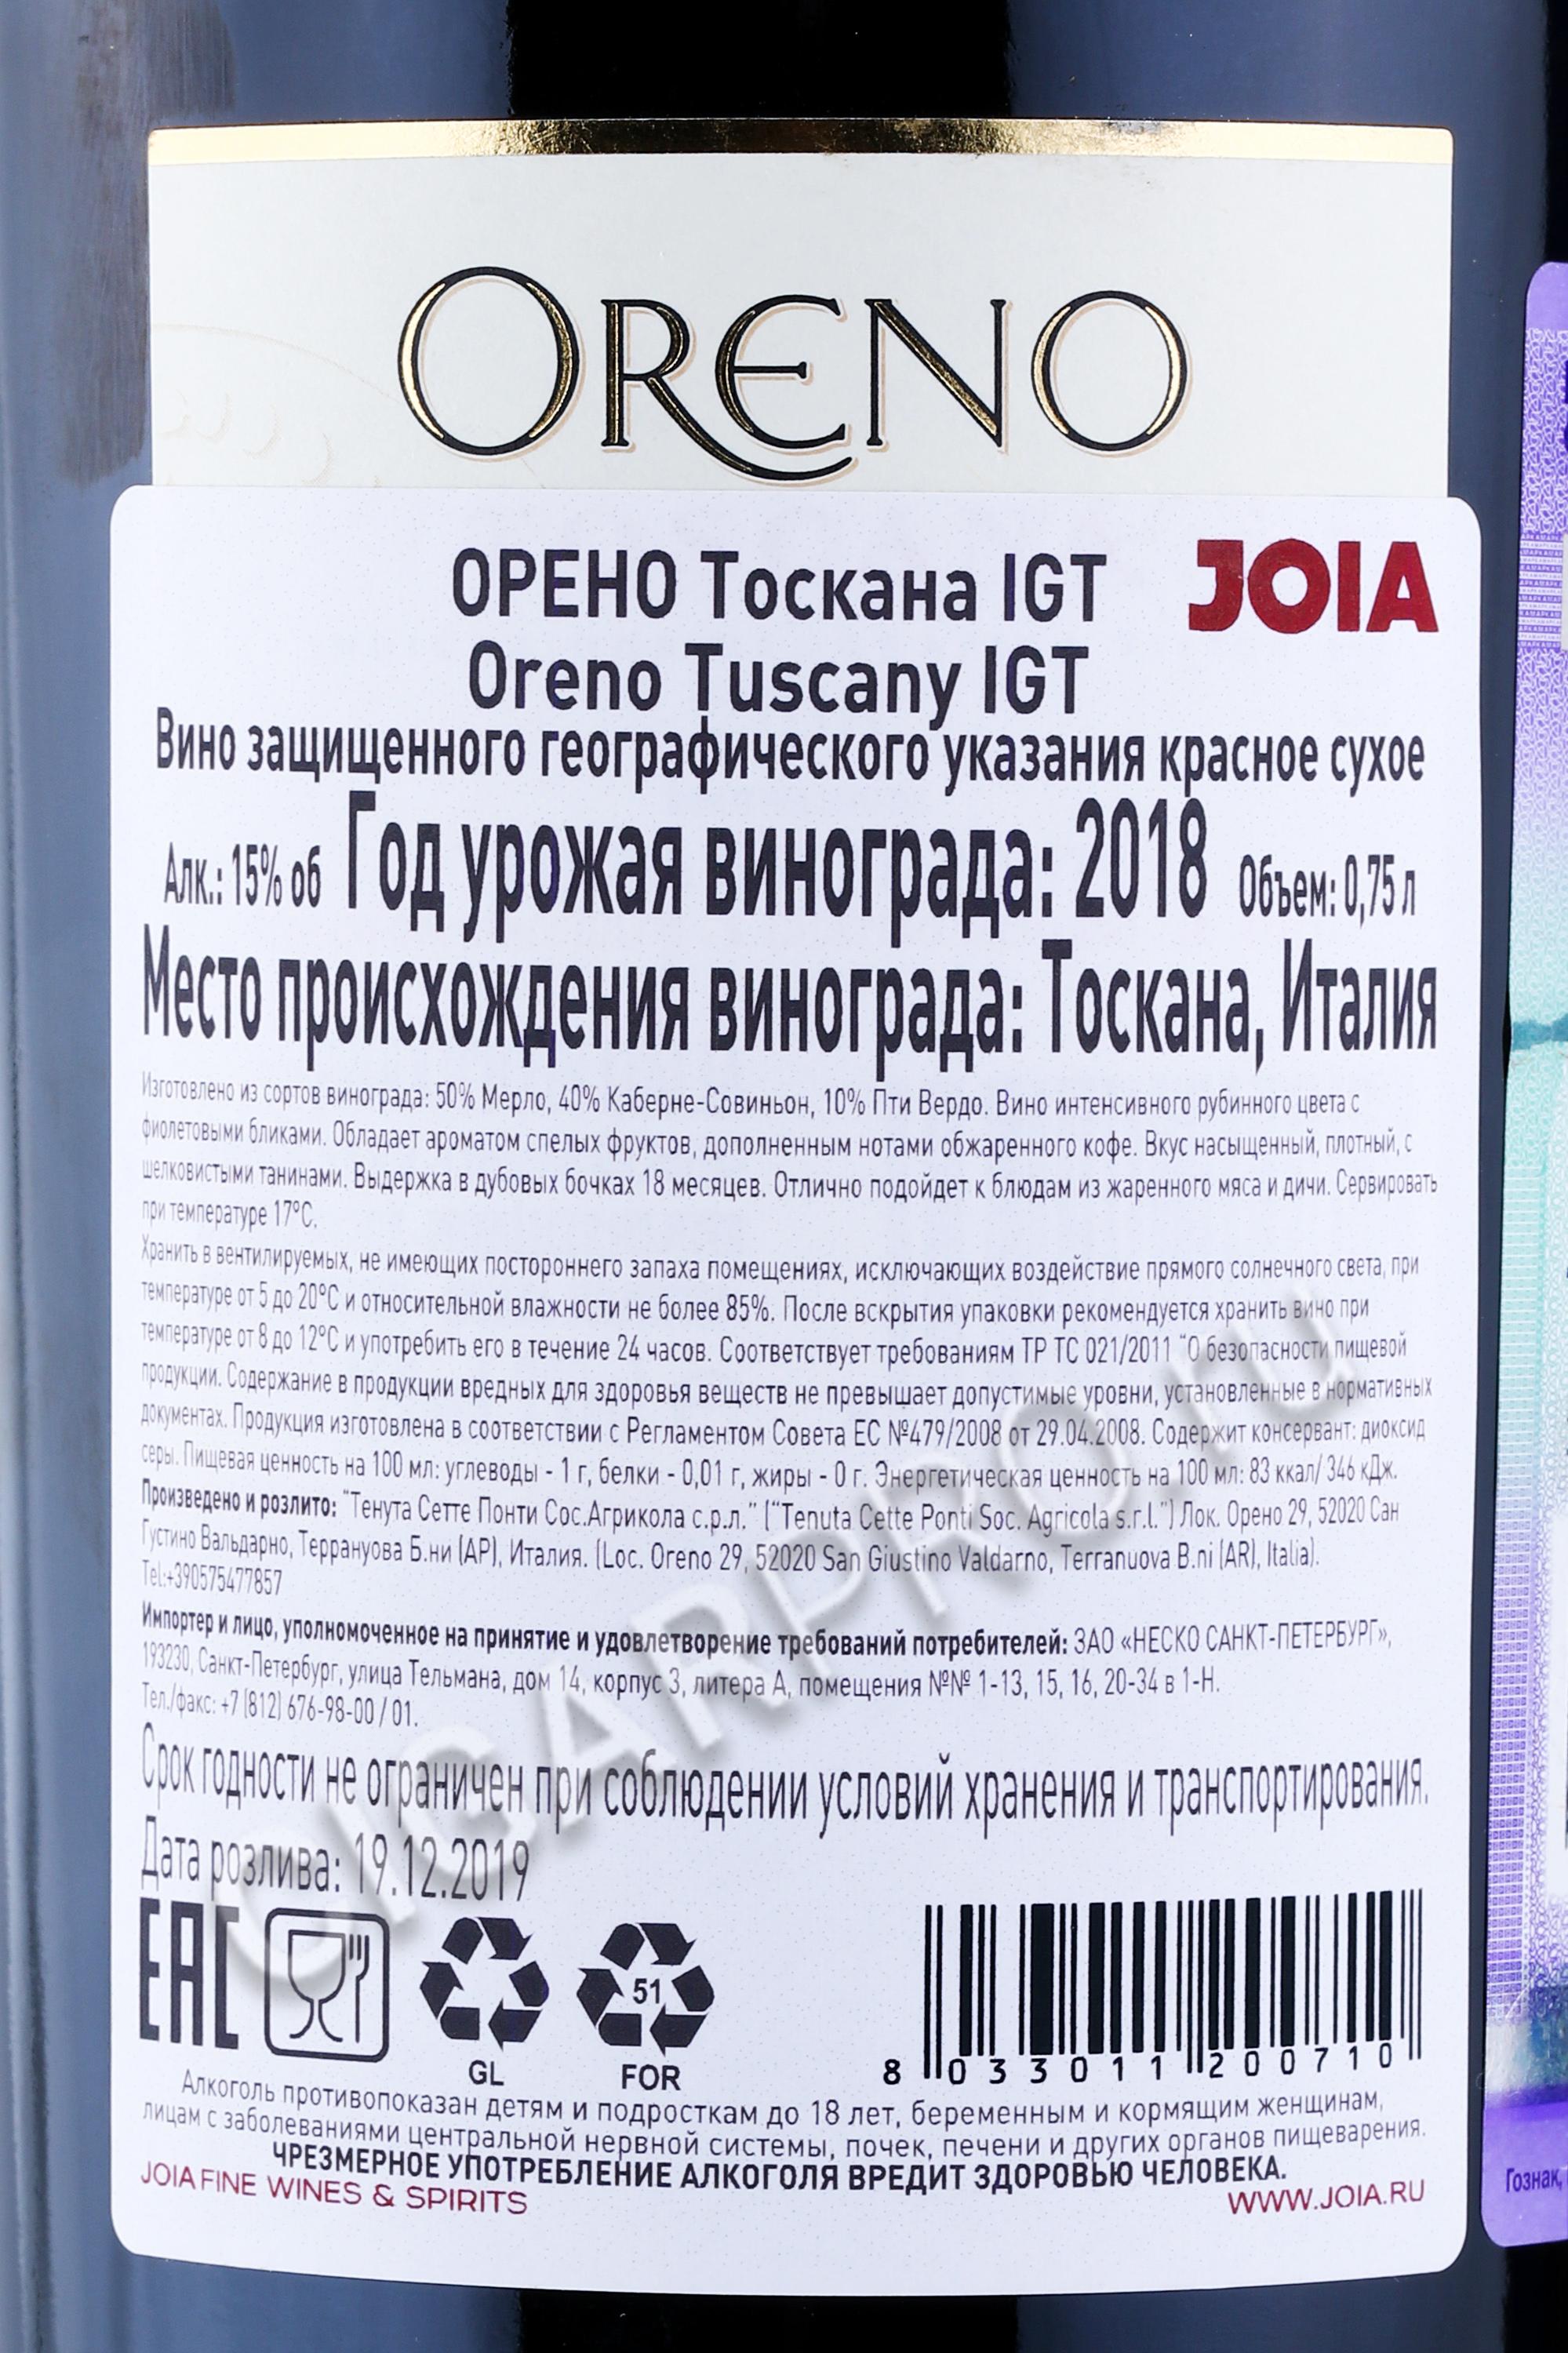 ORENO
ОРЕНО Тоскана IGT
JOIA
Oreno Tuscany IGT
Вино защищенного географического указания красное сухое
Алк.: 15% об Год урожая винограда: 2018 Объем: 0,75 л
Место происхождения винограда: Тоскана, Италия
Изготовлено из сортов винограда: 50% Мерло, 40% Каберне-Совиньон, 10% Пти Вердо. Вино интенсивного рубинного цвета с
фиолетовыми бликами. Обладает ароматом спелых фруктов, дополненным нотами обжаренного кофе. Вкус насыщенный, плотный, с
шелковистыми танинами. Выдержка в дубовых бочках 18 месяцев. Отлично подойдет к блюдам из жаренного мяса и дичи. Сервировать
при температуре 17°C.
Хранить в вентилируемых, не имеющих постороннего запаха помещениях, исключающих воздействие прямого солнечного света, при
температуре от 5 до 20°C и относительной влажности не более 85%. После вскрытия упаковки рекомендуется хранить вино при
температуре от 8 до 12°C и употребить его в течение 24 часов. Соответствует требованиям ТР ТС 021/2011 "О безопасности пищевой
продукции. Содержание в продукции вредных для здоровья веществ не превышает допустимые уровни, установленные в нормативных
документах. Продукция изготовлена в соответствии с Регламентом Совета ЕС №479/2008 от 29.04.2008. Содержит консервант: диоксид
серы. Пищевая ценность на 100 мл: углеводы - 1 г, белки - 0,01 г, жиры - 0 г. Энергетическая ценность на 100 мл: 83 ккал/ 346 кДж.
Произведено и розлито: "Тенута Сетте Понти Сос.Агрикола с.р.л." ("Tenuta Cette Ponti Soc. Agricola s.r.l.") Лок. Орено 29, 52020 Сан
Густино Вальдарно, Террануова Б.ни (АР), Италия. (Loc. Oreno 29, 52020 San Giustino Valdarno, Terranuova B.ni (AR), Italia).
Tel.:+390575477857
Импортер и лицо, уполномоченное на принятие и удовлетворение требований потребителей: ЗАО «НЕСКО САНКТ-ПЕТЕРБУРГ»,
193230, Санкт-Петербург, улица Тельмана, дом 14, корпус 3, литера А, помещения №№ 1-13, 15, 16, 20-34 в 1-Н.
Тел./факс: +7 (812) 676-98-00 / 01.
Срок годности не ограничен при соблюдении условий хранения и транспортирования.
Дата розлива: 19.12.2019
EAC
51
GL
FOR
8 033011 200710
Алкоголь противопоказан детям и подросткам до 18 лет, беременным и кормящим женщинам,
лицам с заболеваниями центральной нервной системы, почек, печени и других органов пищеварения.
ЧРЕЗМЕРНОЕ УПОТРЕБЛЕНИЕ АЛКОГОЛЯ ВРЕДИТ ЗДОРОВЬЮ ЧЕЛОВЕКА.
JOIA FINE WINES & SPIRITS
WWW.JOIA.RU
Гознак,
CIGARPRO.ru